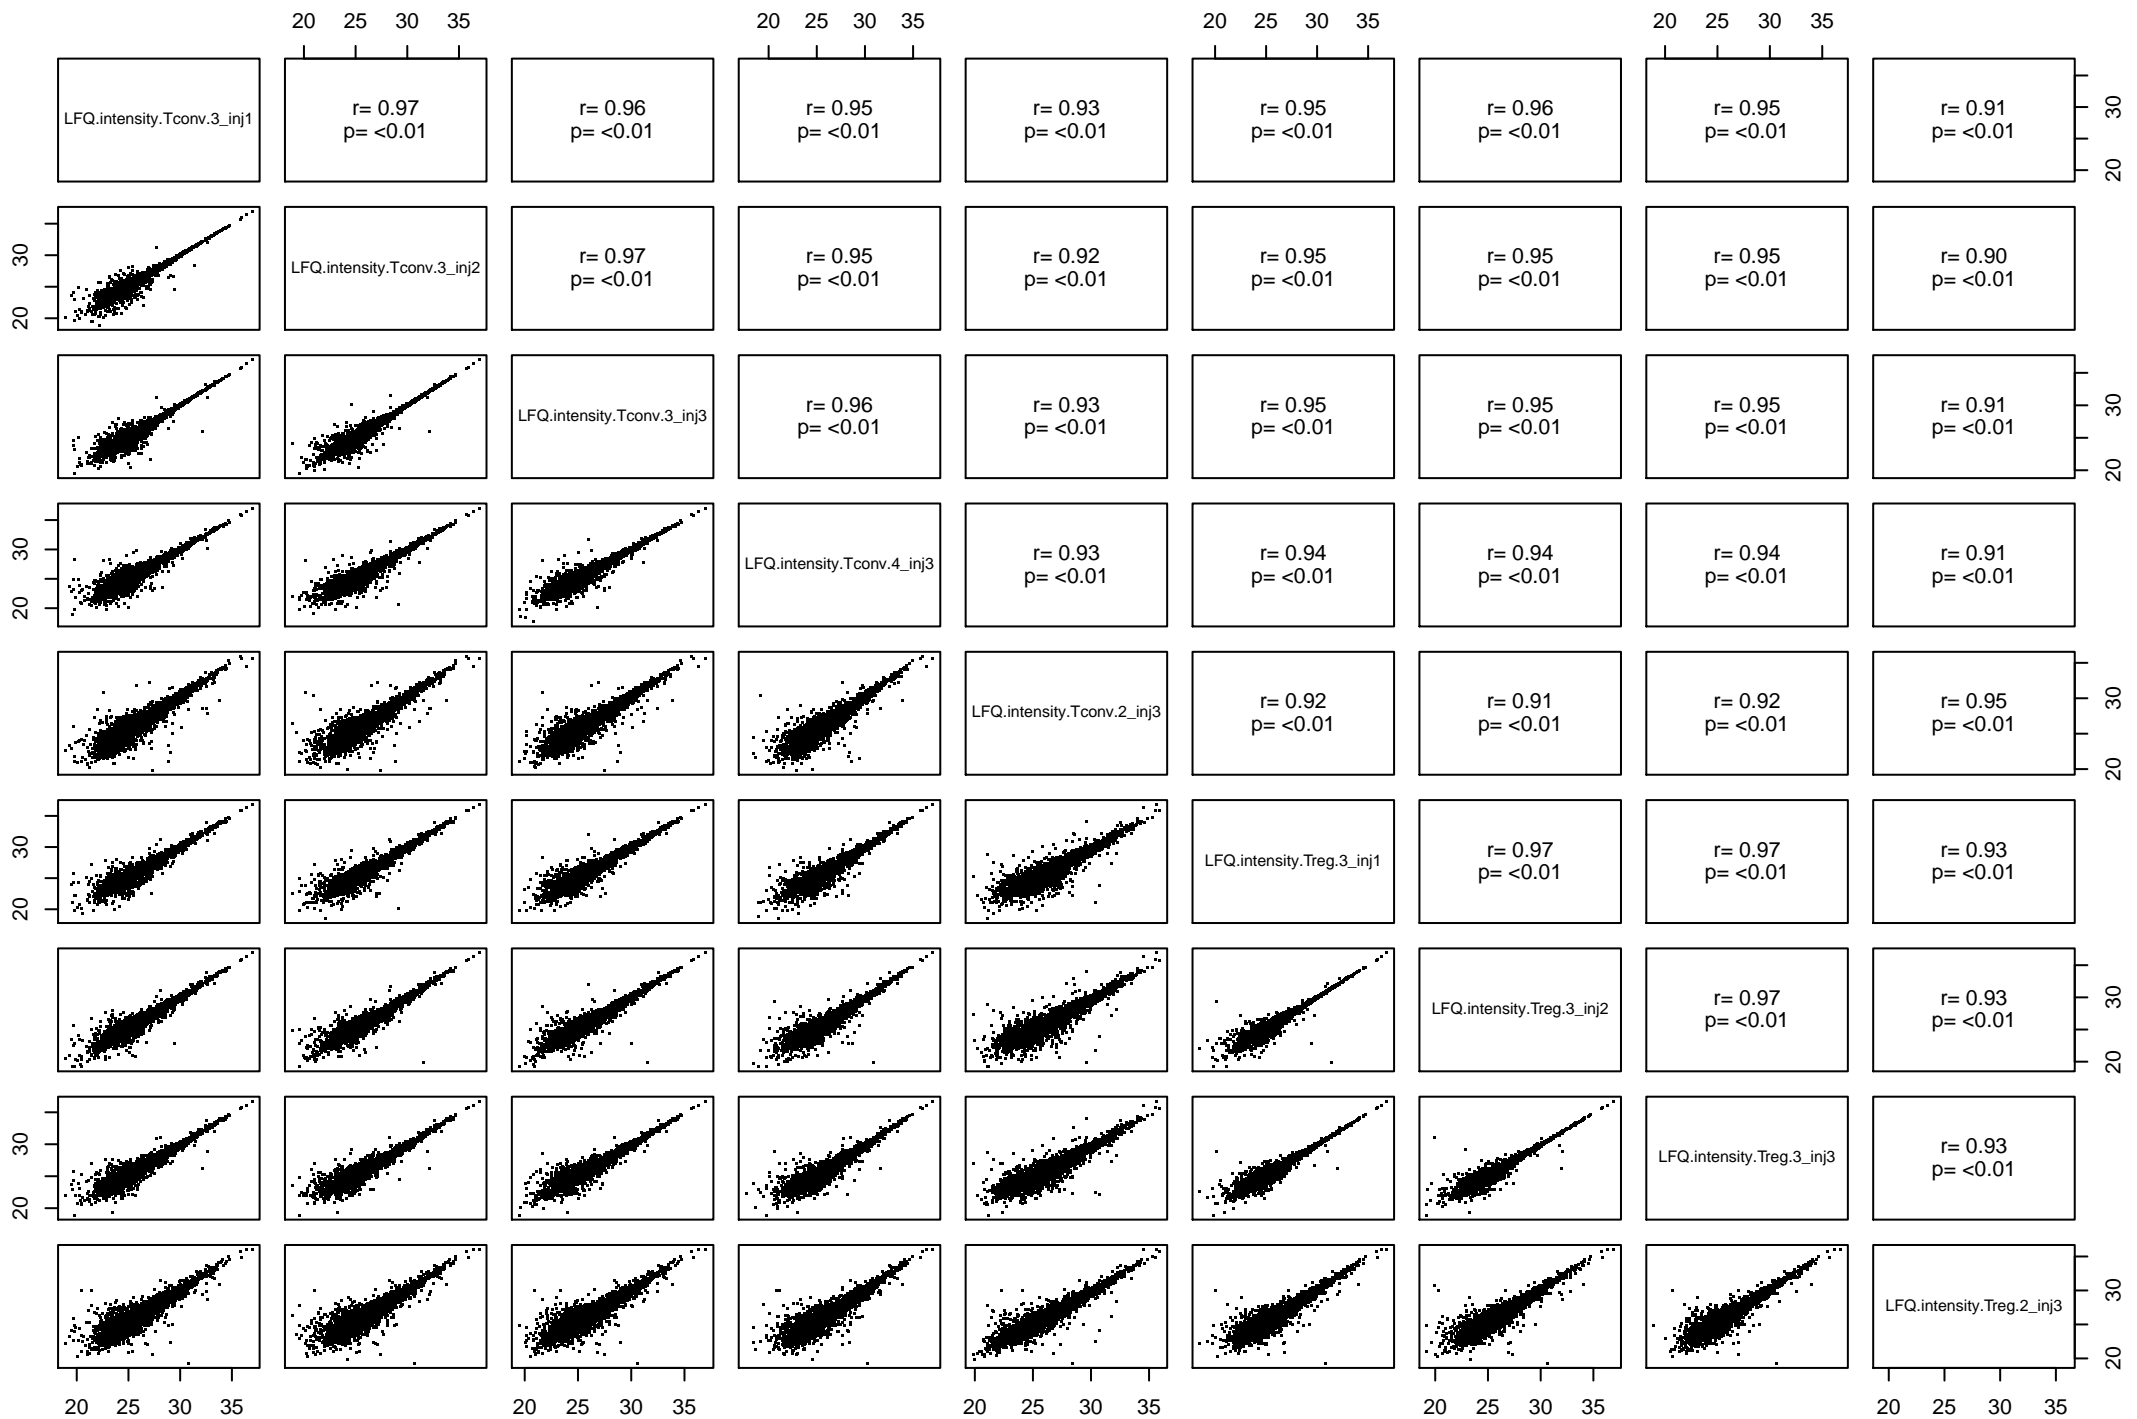 20 25 30 35 20 25 30 35 20 25 30 35 20 25 30 35
LFQ.intensity.Tconv.3_inj1 r= 0.97 r= 0.96 r= 0.95 r= 0.93 r= 0.95 r= 0.96 r= 0.95 r= 0.91
p= <0.01 p= <0.01 p= <0.01 p= <0.01 p= <0.01 p= <0.01 p= <0.01 p= <0.01
20 30
20 30
LFQ.intensity.Tconv.3_inj2 r= 0.97 r= 0.95 r= 0.92 r= 0.95 r= 0.95 r= 0.95 r= 0.90
p= <0.01 p= <0.01 p= <0.01 p= <0.01 p= <0.01 p= <0.01 p= <0.01
LFQ.intensity.Tconv.3_inj3 r= 0.96 r= 0.93 r= 0.95 r= 0.95 r= 0.95 r= 0.91
p= <0.01 p= <0.01 p= <0.01 p= <0.01 p= <0.01 p= <0.01
20 30
20 30
LFQ.intensity.Tconv.4_inj3 r= 0.93 r= 0.94 r= 0.94 r= 0.94 r= 0.91
p= <0.01 p= <0.01 p= <0.01 p= <0.01 p= <0.01
LFQ.intensity.Tconv.2_inj3 r= 0.92 r= 0.91 r= 0.92 r= 0.95
p= <0.01 p= <0.01 p= <0.01 p= <0.01
20 30
20 30
LFQ.intensity.Treg.3_inj1 r= 0.97 r= 0.97 r= 0.93
p= <0.01 p= <0.01 p= <0.01
LFQ.intensity.Treg.3_inj2 r= 0.97 r= 0.93
p= <0.01 p= <0.01
20 30
20 30
LFQ.intensity.Treg.3_inj3 r= 0.93
p= <0.01
LFQ.intensity.Treg.2_inj3
20 30
20 25 30 35 20 25 30 35 20 25 30 35 20 25 30 35 20 25 30 35